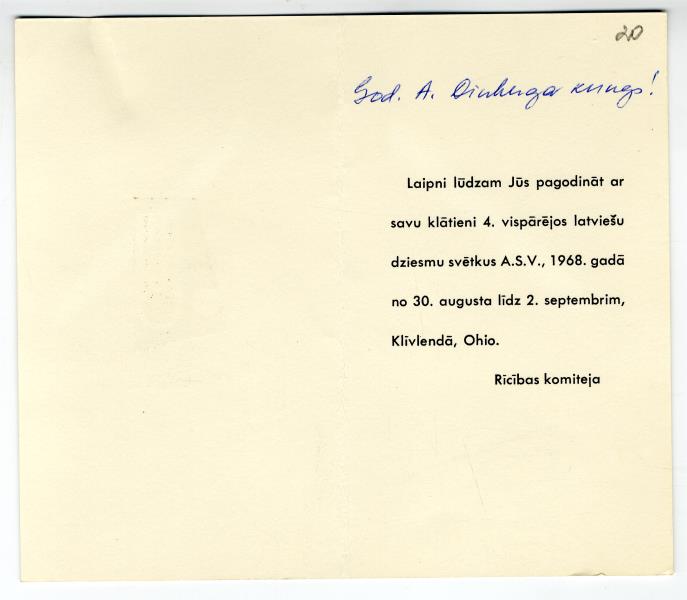 20
God. A. Dinberga kungs!
Laipni lūdzam Jūs pagodināt ar
savu klātieni 4. vispārējos latviešu
dziesmu svētkus A.S.V., 1968. gadā
no 30. augusta līdz 2. septembrim,
Klīvlendā, Ohio.
Rīcības komiteja